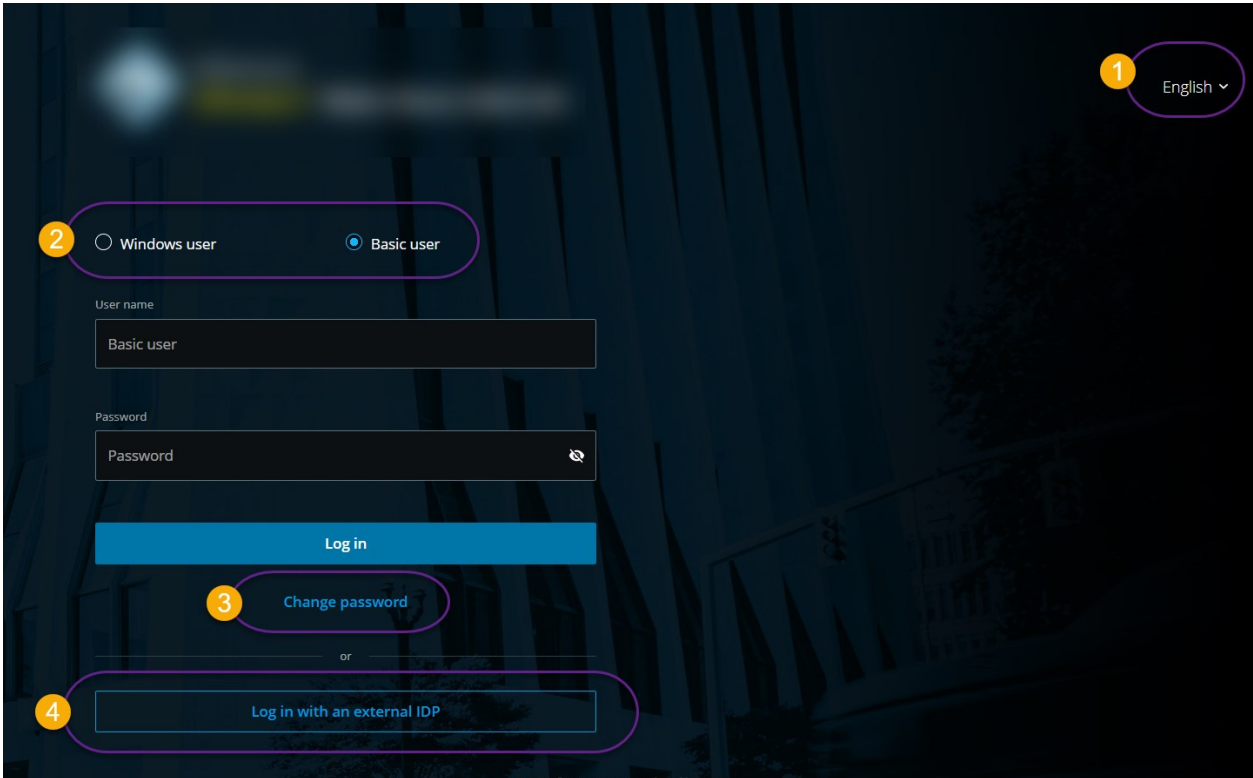 1
English
2
Windows user Basic user
User name
Basic user
Password
Password
Log in
3
Change password
or
4
Log in with an external IDP